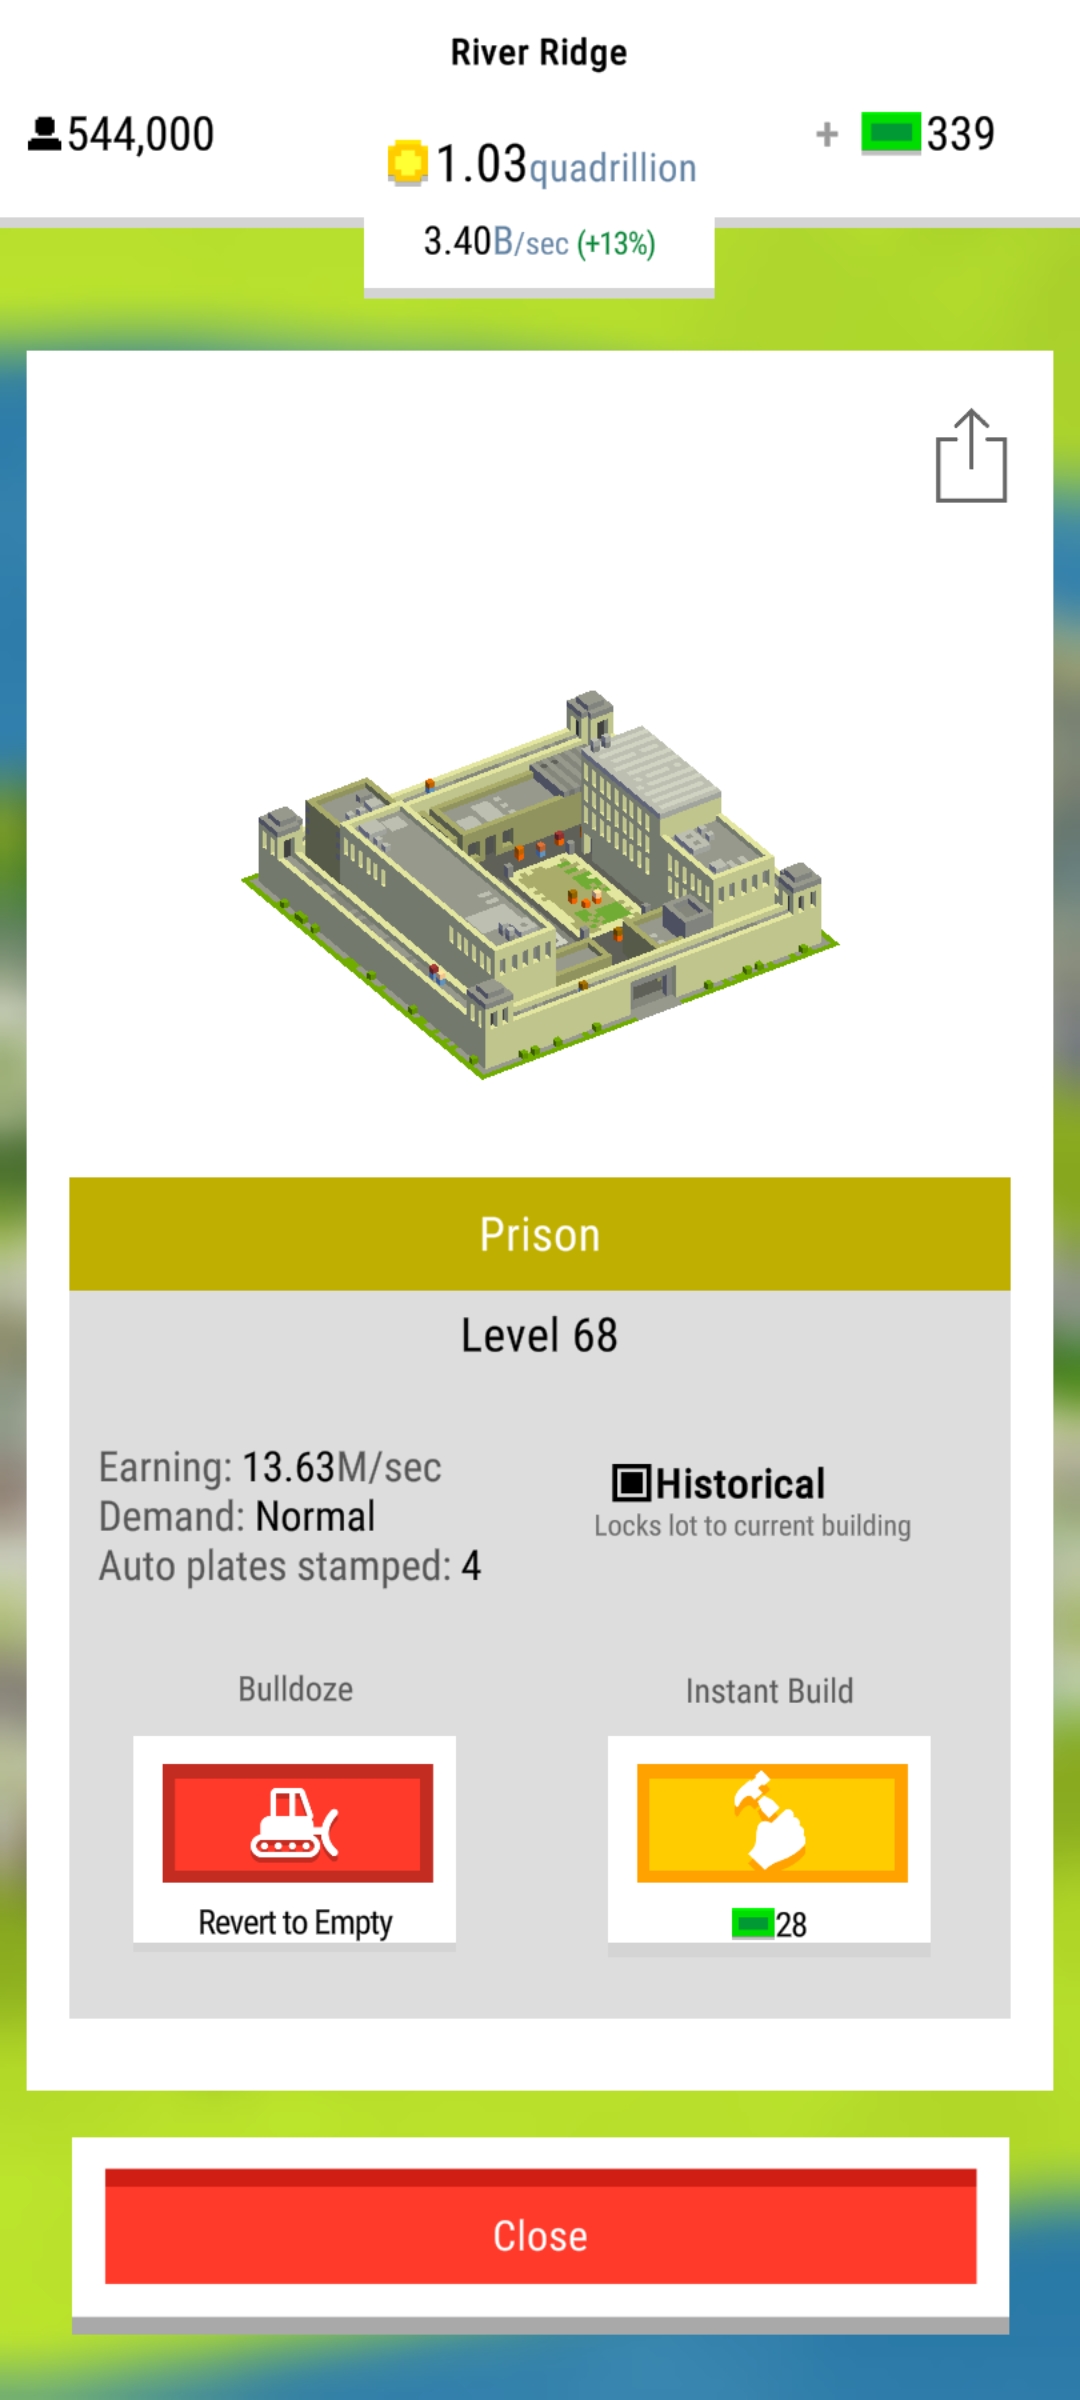 River Ridge
544,000
1.03quadrillion
+ 339
3.40B/sec (+13%)
Prison
Level 68
Earning: 13.63M/sec
Demand: Normal
Auto plates stamped: 4
Historical
Locks lot to current building
Bulldoze
Instant Build
Revert to Empty
28
Close